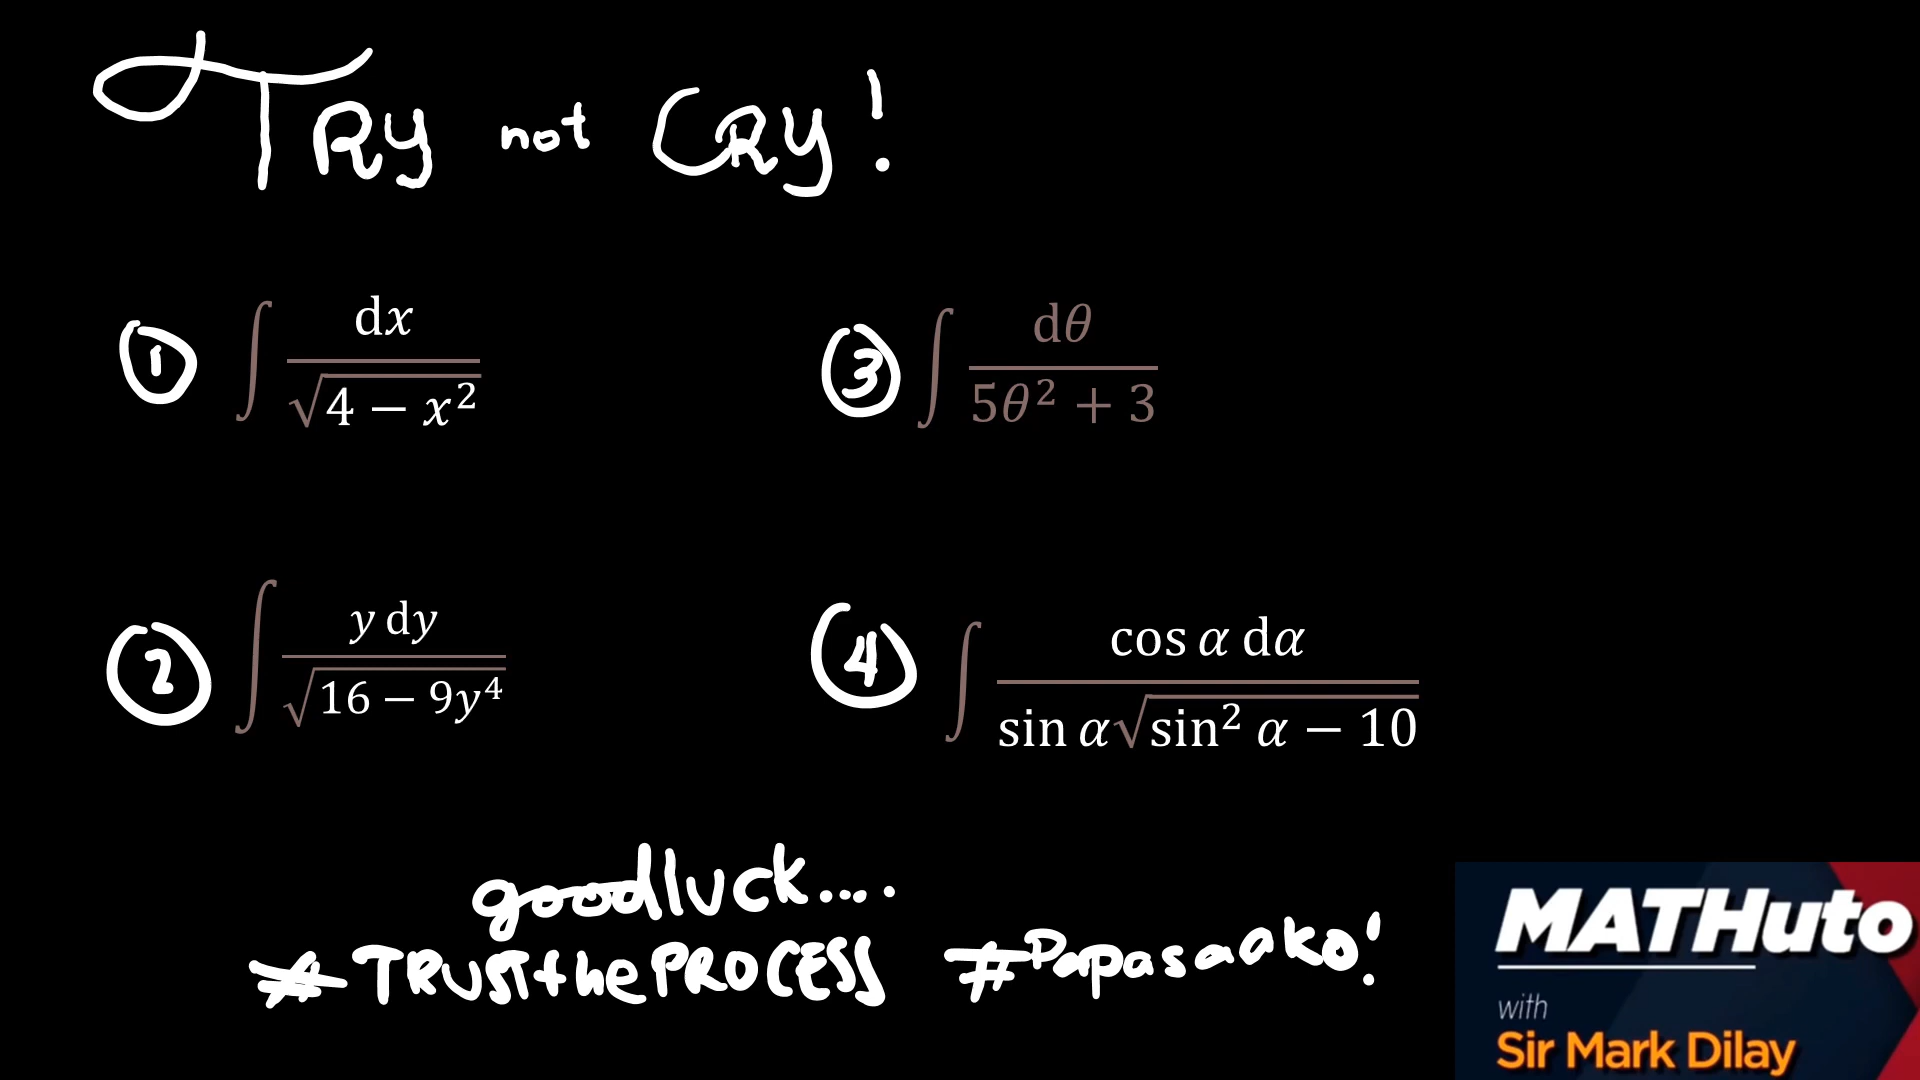 TRy not CRy!
① ∫ dx / √(4 − x²)
③ ∫ dθ / (5θ² + 3)
② ∫ y dy / √(16 − 9y⁴)
④ ∫ cos α dα / (sin α√(sin² α − 10))
goodluck....
#TRUSTthePROCESS #Papasaako!
MATHuto
with
Sir Mark Dilay